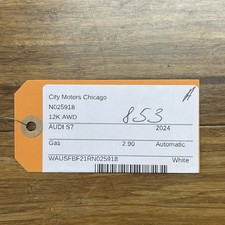 City Motors Chicago
N025918
12K AWD
853
AUDI S7 2024
Gas 2.90 Automatic
WAUSFBF21RN025918
White